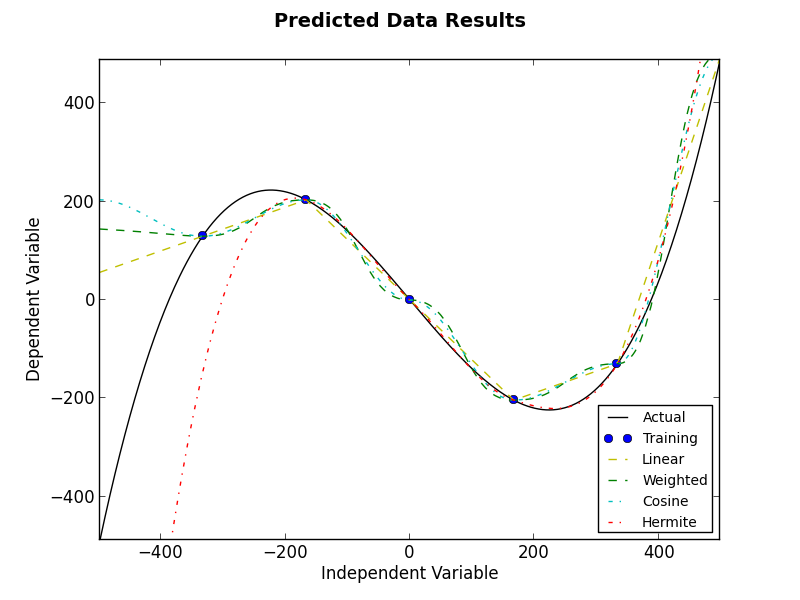 Predicted Data Results
400
200
0
−200
−400
Dependent Variable
−400
−200
0
200
400
Independent Variable
Actual
Training
Linear
Weighted
Cosine
Hermite